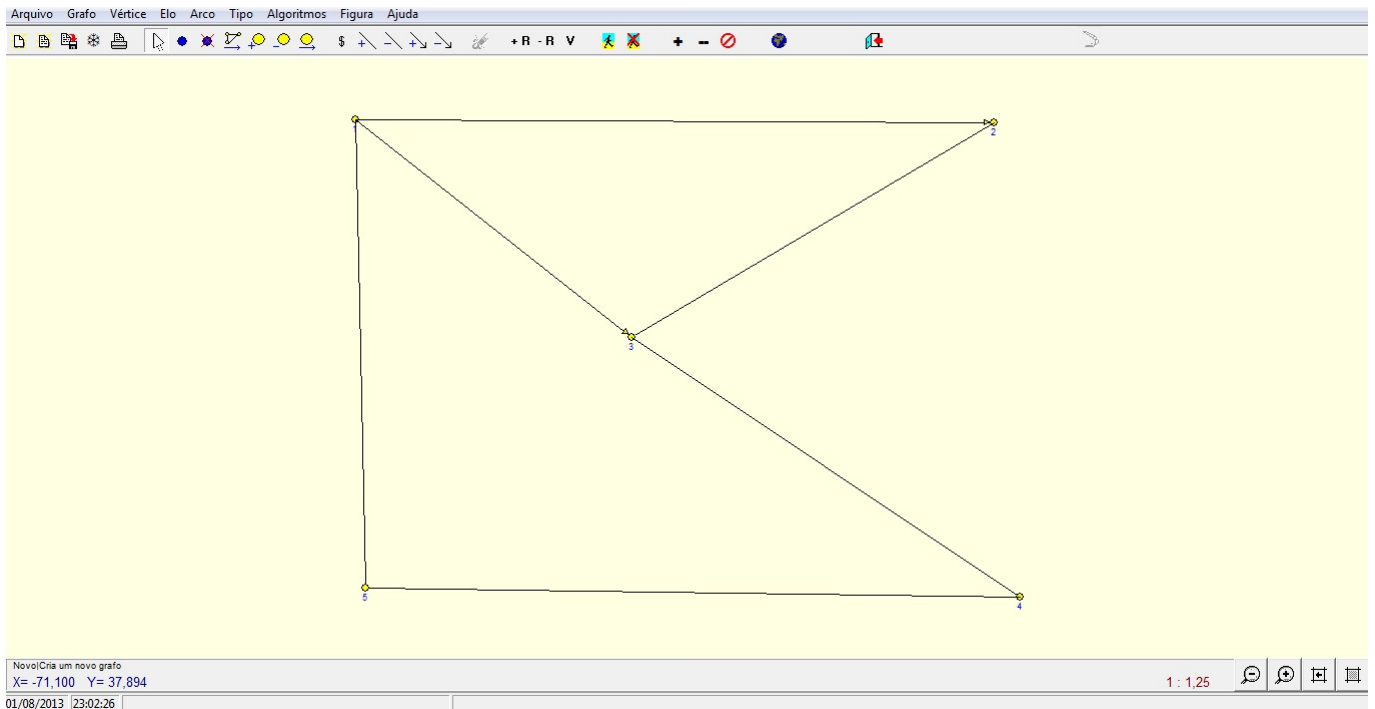 Arquivo Grafo Vértice Elo Arco Tipo Algoritmos Figura Ajuda
$ +R -R V
1
2
3
5
4
Novo|Cria um novo grafo
X= -71,100 Y= 37,894
1 : 1,25
01/08/2013 23:02:26